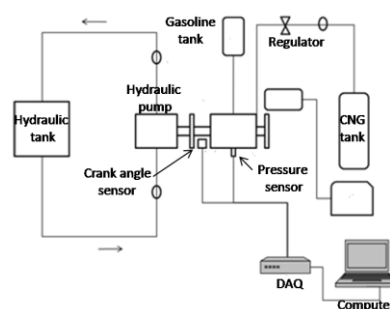 Gasoline
tank
Regulator
Hydraulic
pump
Hydraulic
tank
CNG
tank
Crank angle
sensor
Pressure
sensor
DAQ
Compute